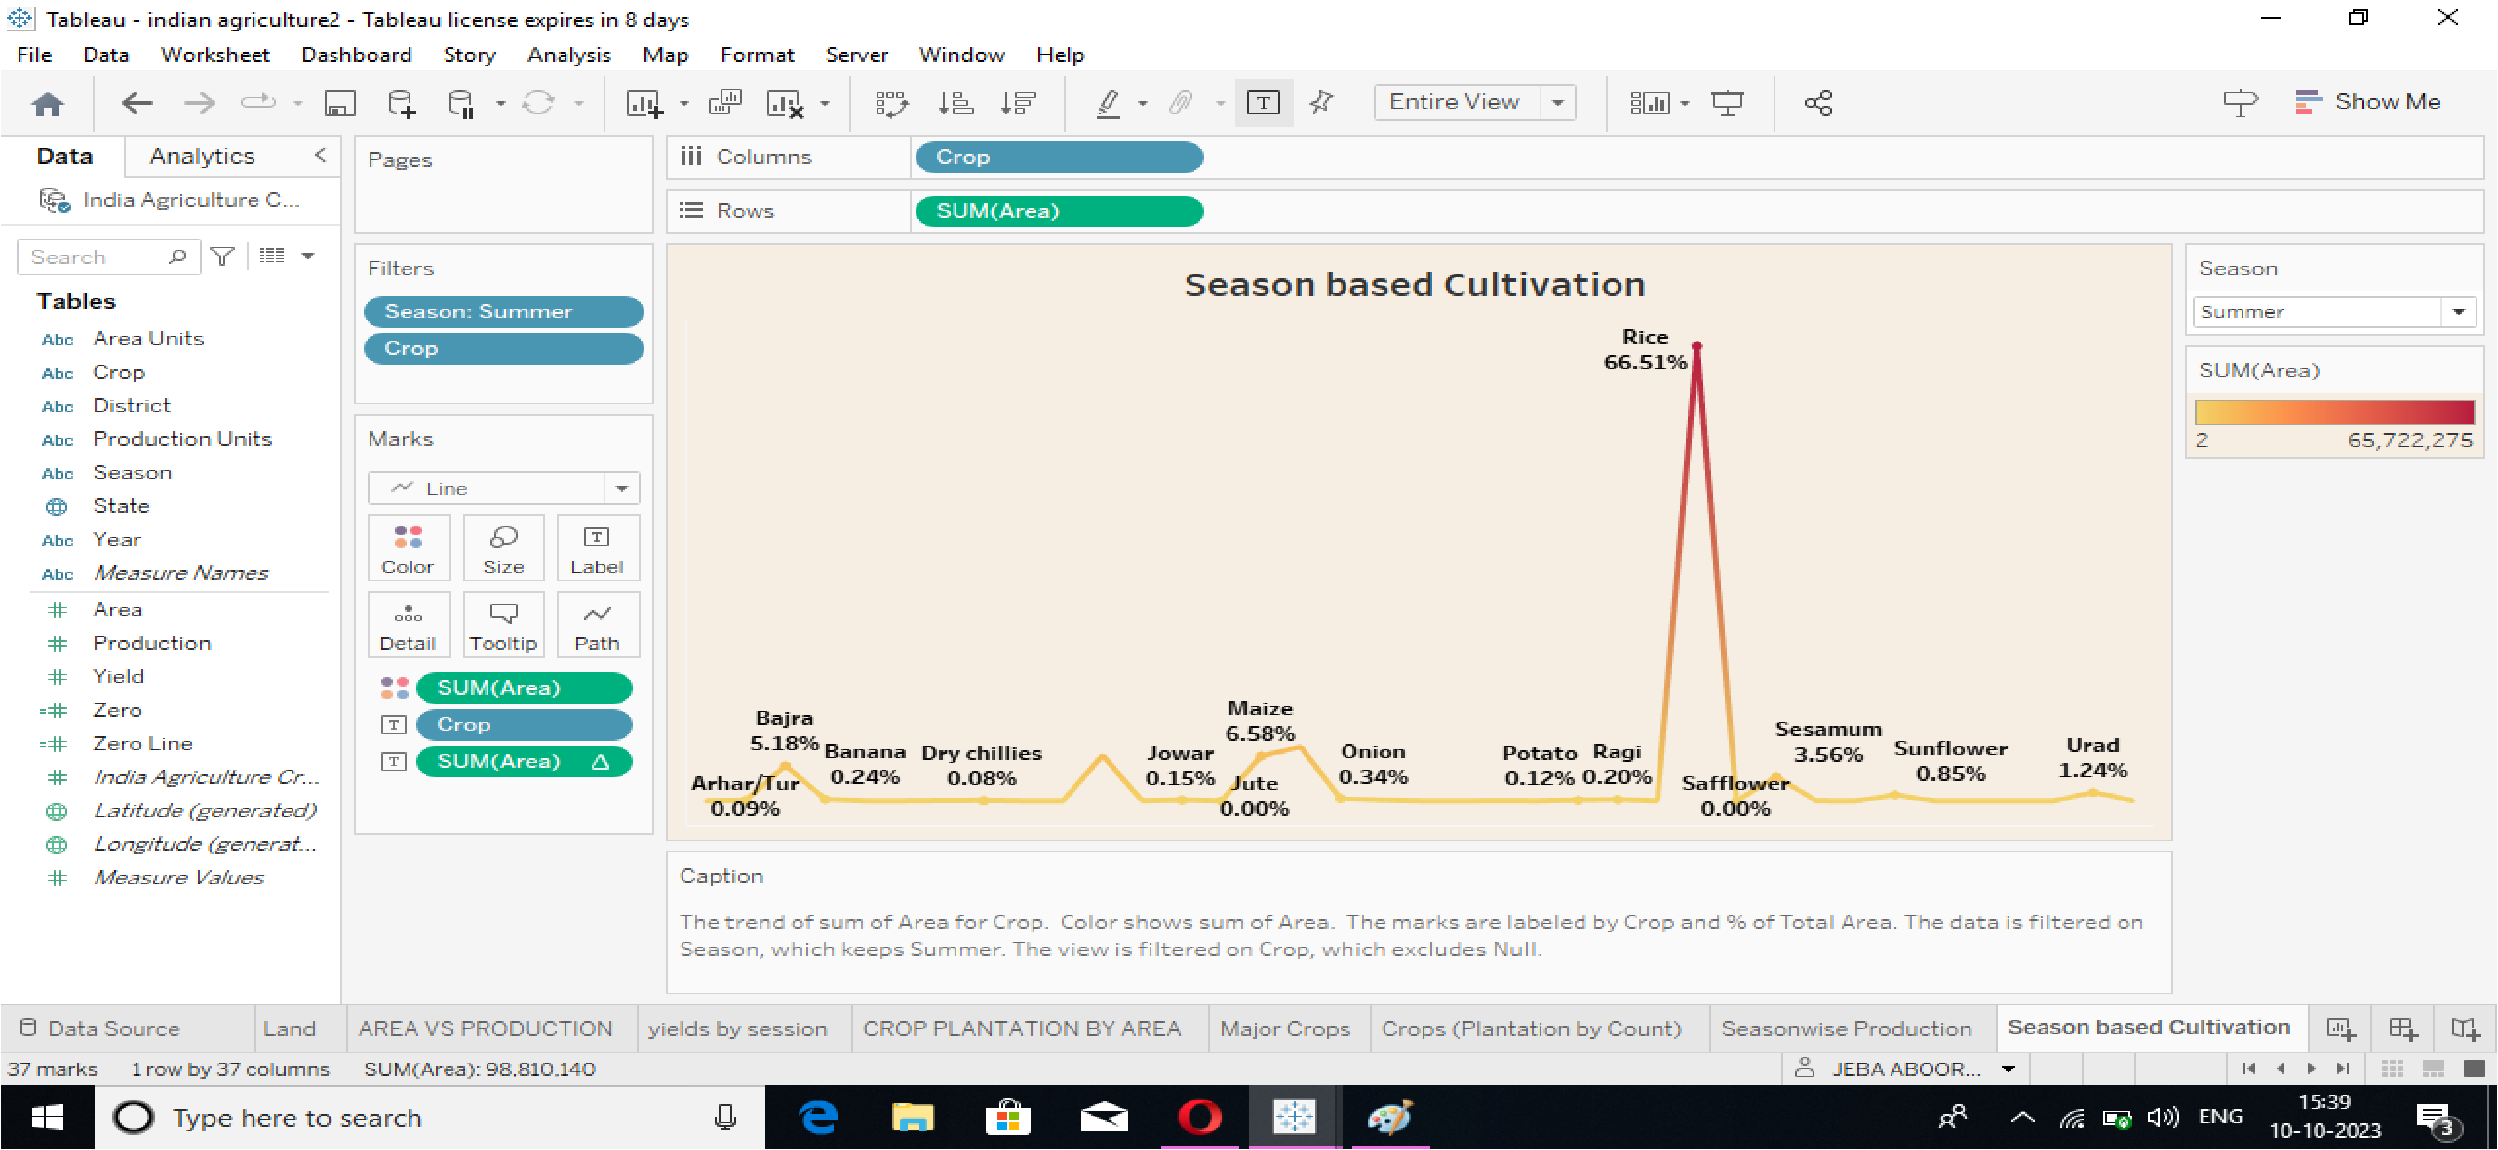 Tableau - indian agriculture2 - Tableau license expires in 8 days
File Data Worksheet Dashboard Story Analysis Map Format Server Window Help
Entire View
Show Me
Data Analytics
India Agriculture C...
Search
Tables
Abc Area Units
Abc Crop
Abc District
Abc Production Units
Abc Season
State
Abc Year
Abc Measure Names
Area
Production
Yield
Zero
Zero Line
India Agriculture Cr...
Latitude (generated)
Longitude (generat...
Measure Values
Pages
Filters
Season: Summer
Crop
Marks
Line
Color Size Label
Detail Tooltip Path
SUM(Area)
Crop
SUM(Area) △
Columns Crop
Rows SUM(Area)
Season based Cultivation
Rice
66.51%
Bajra
5.18%
Arhar/Tur
0.09%
Banana
0.24%
Dry chillies
0.08%
Jowar
0.15%
Jute
0.00%
Maize
6.58%
Onion
0.34%
Potato
0.12%
Ragi
0.20%
Safflower
0.00%
Sesamum
3.56%
Sunflower
0.85%
Urad
1.24%
Season
Summer
SUM(Area)
2 65,722,275
Caption
The trend of sum of Area for Crop. Color shows sum of Area. The marks are labeled by Crop and % of Total Area. The data is filtered on
Season, which keeps Summer. The view is filtered on Crop, which excludes Null.
Data Source Land AREA VS PRODUCTION yields by session CROP PLANTATION BY AREA Major Crops Crops (Plantation by Count) Seasonwise Production Season based Cultivation
37 marks 1 row by 37 columns SUM(Area): 98,810,140 JEBA ABOOR...
Type here to search
ENG
15:39
10-10-2023
3